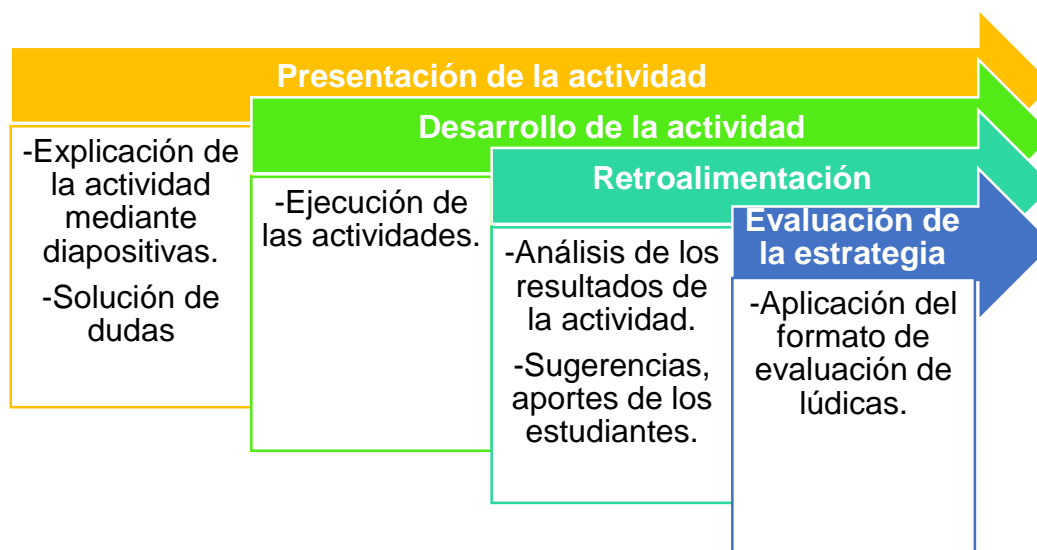 Presentación de la actividad
-Explicación de
la actividad
mediante
diapositivas.
-Solución de
dudas
Desarrollo de la actividad
-Ejecución de
las actividades.
Retroalimentación
-Análisis de los
resultados de
la actividad.
-Sugerencias,
aportes de los
estudiantes.
Evaluación de
la estrategia
-Aplicación del
formato de
evaluación de
lúdicas.